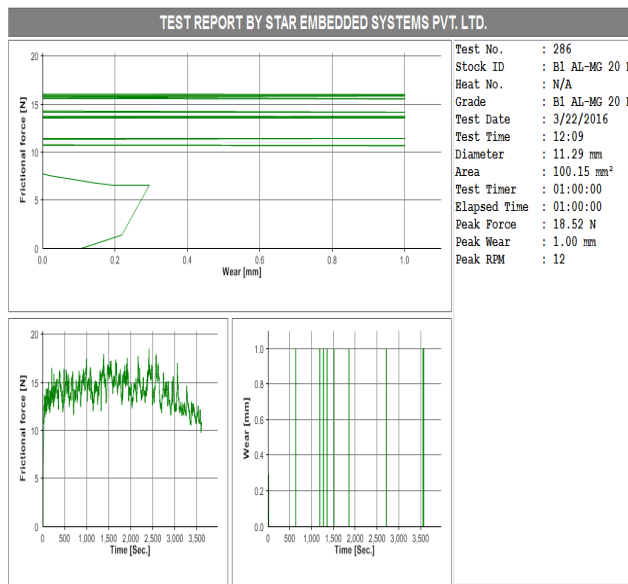 TEST REPORT BY STAR EMBEDDED SYSTEMS PVT. LTD.
Test No. : 286
Stock ID : B1 AL-MG 20
Heat No. : N/A
Grade : B1 AL-MG 20
Test Date : 3/22/2016
Test Time : 12:09
Diameter : 11.29 mm
Area : 100.15 mm²
Test Timer : 01:00:00
Elapsed Time : 01:00:00
Peak Force : 18.52 N
Peak Wear : 1.00 mm
Peak RPM : 12
Frictional force [N]
20
15
10
5
0
0.0 0.2 0.4 0.6 0.8 1.0
Wear [mm]
Frictional force [N]
20
15
10
5
0
0 500 1,000 1,500 2,000 2,500 3,000 3,500
Time [Sec.]
Wear [mm]
1.0
0.8
0.6
0.4
0.2
0.0
0 500 1,000 1,500 2,000 2,500 3,000 3,500
Time [Sec.]